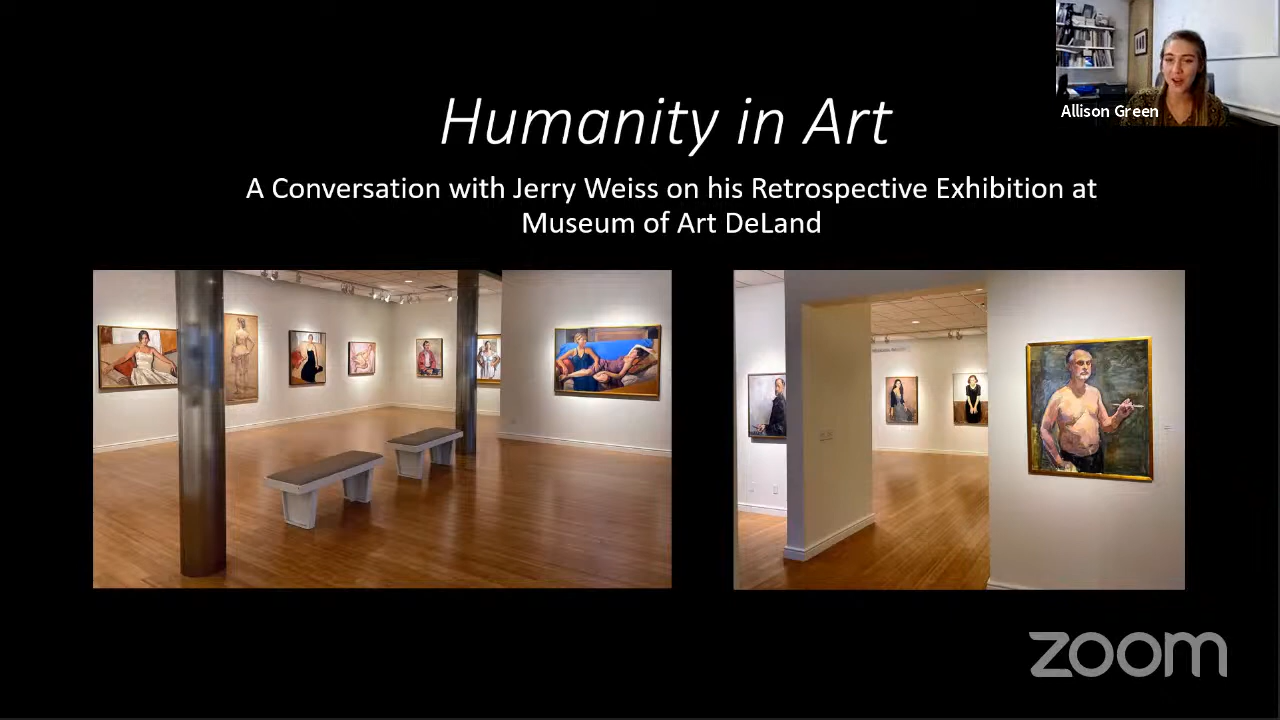 Allison Green
Humanity in Art
A Conversation with Jerry Weiss on his Retrospective Exhibition at
Museum of Art DeLand
zoom